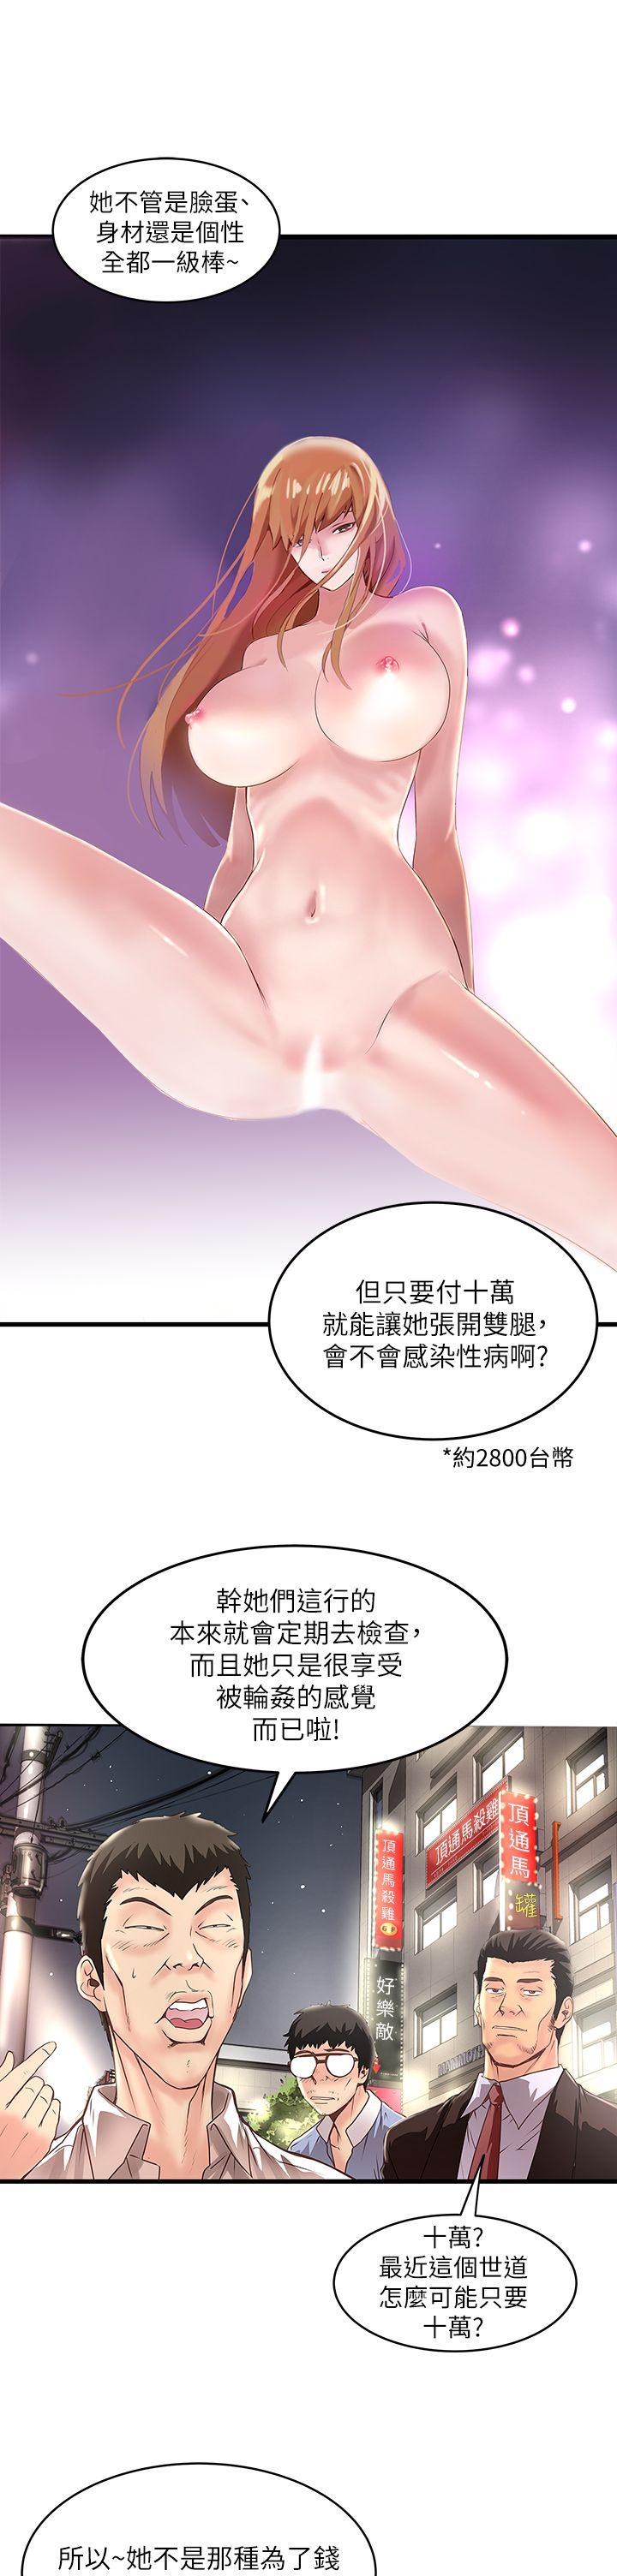 她不管是臉蛋、
身材還是個性
全都一級棒~
但只要付十萬
就能讓她張開雙腿，
會不會感染性病啊?
*約2800台幣
幹她們這行的
本來就會定期去檢查，
而且她只是很享受
被輪姦的感覺
而已啦!
頂通馬殺雞
頂通馬
罐
頂通馬殺雞
GF
好樂敵
十萬?
最近這個世道
怎麼可能只要
十萬?
所以~她不是那種為了錢